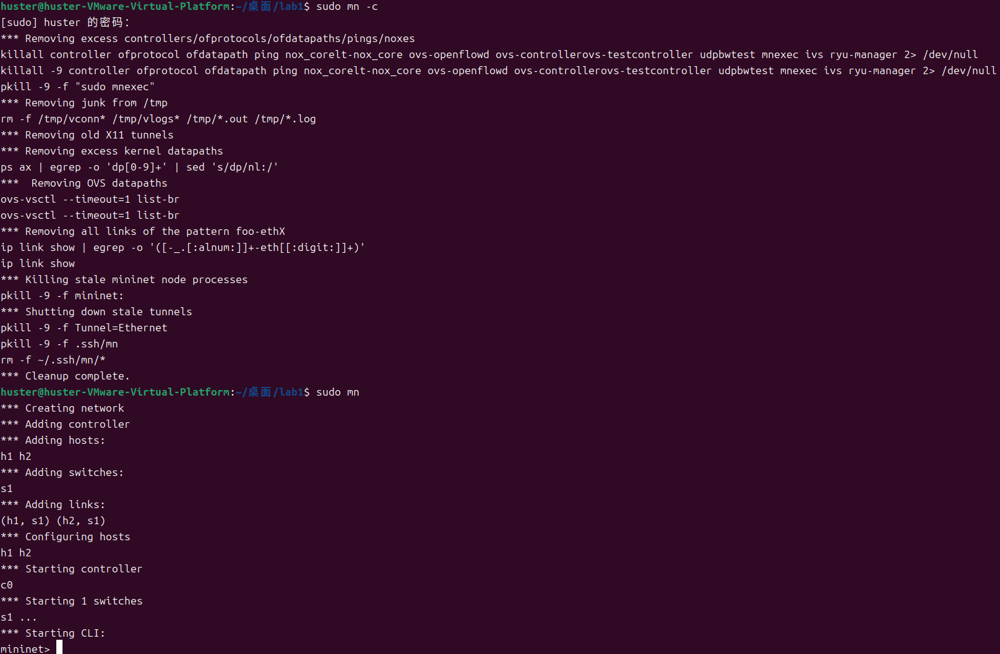 huster@huster-VMware-Virtual-Platform:~/桌面/lab1$ sudo mn -c
[sudo] huster 的密码：
*** Removing excess controllers/ofprotocols/ofdatapaths/pings/noxes
killall controller ofprotocol ofdatapath ping nox_corelt-nox_core ovs-openflowd ovs-controllerovs-testcontroller udpbwtest mnexec ivs ryu-manager 2> /dev/null
killall -9 controller ofprotocol ofdatapath ping nox_corelt-nox_core ovs-openflowd ovs-controllerovs-testcontroller udpbwtest mnexec ivs ryu-manager 2> /dev/null
pkill -9 -f "sudo mnexec"
*** Removing junk from /tmp
rm -f /tmp/vconn* /tmp/vlogs* /tmp/*.out /tmp/*.log
*** Removing old X11 tunnels
*** Removing excess kernel datapaths
ps ax | egrep -o 'dp[0-9]+' | sed 's/dp/nl:/'
***  Removing OVS datapaths
ovs-vsctl --timeout=1 list-br
ovs-vsctl --timeout=1 list-br
*** Removing all links of the pattern foo-ethX
ip link show | egrep -o '([-_.[:alnum:]]+-eth[[:digit:]]+)'
ip link show
*** Killing stale mininet node processes
pkill -9 -f mininet:
*** Shutting down stale tunnels
pkill -9 -f Tunnel=Ethernet
pkill -9 -f .ssh/mn
rm -f ~/.ssh/mn/*
*** Cleanup complete.
huster@huster-VMware-Virtual-Platform:~/桌面/lab1$ sudo mn
*** Creating network
*** Adding controller
*** Adding hosts:
h1 h2
*** Adding switches:
s1
*** Adding links:
(h1, s1) (h2, s1)
*** Configuring hosts
h1 h2
*** Starting controller
c0
*** Starting 1 switches
s1 ...
*** Starting CLI:
mininet>